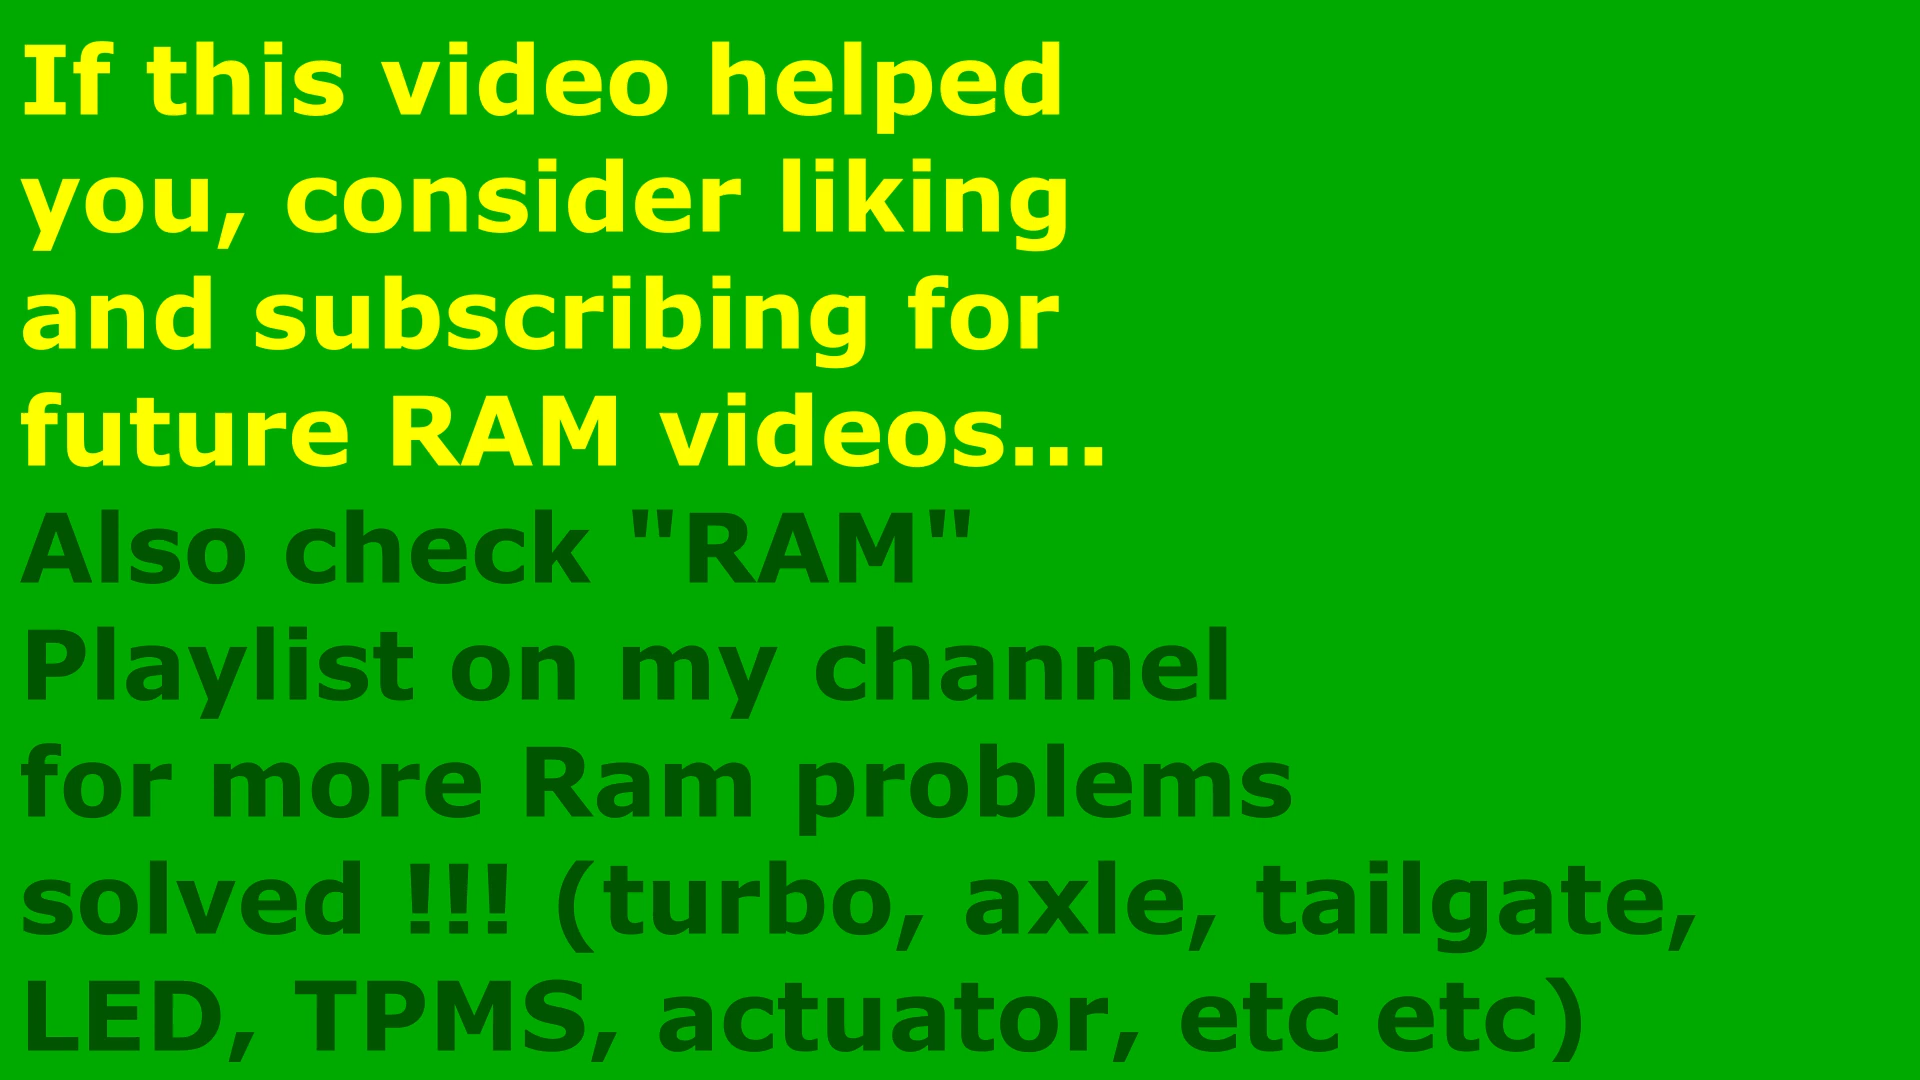 If this video helped
you, consider liking
and subscribing for
future RAM videos...
Also check "RAM"
Playlist on my channel
for more Ram problems
solved !!! (turbo, axle, tailgate,
LED, TPMS, actuator, etc etc)